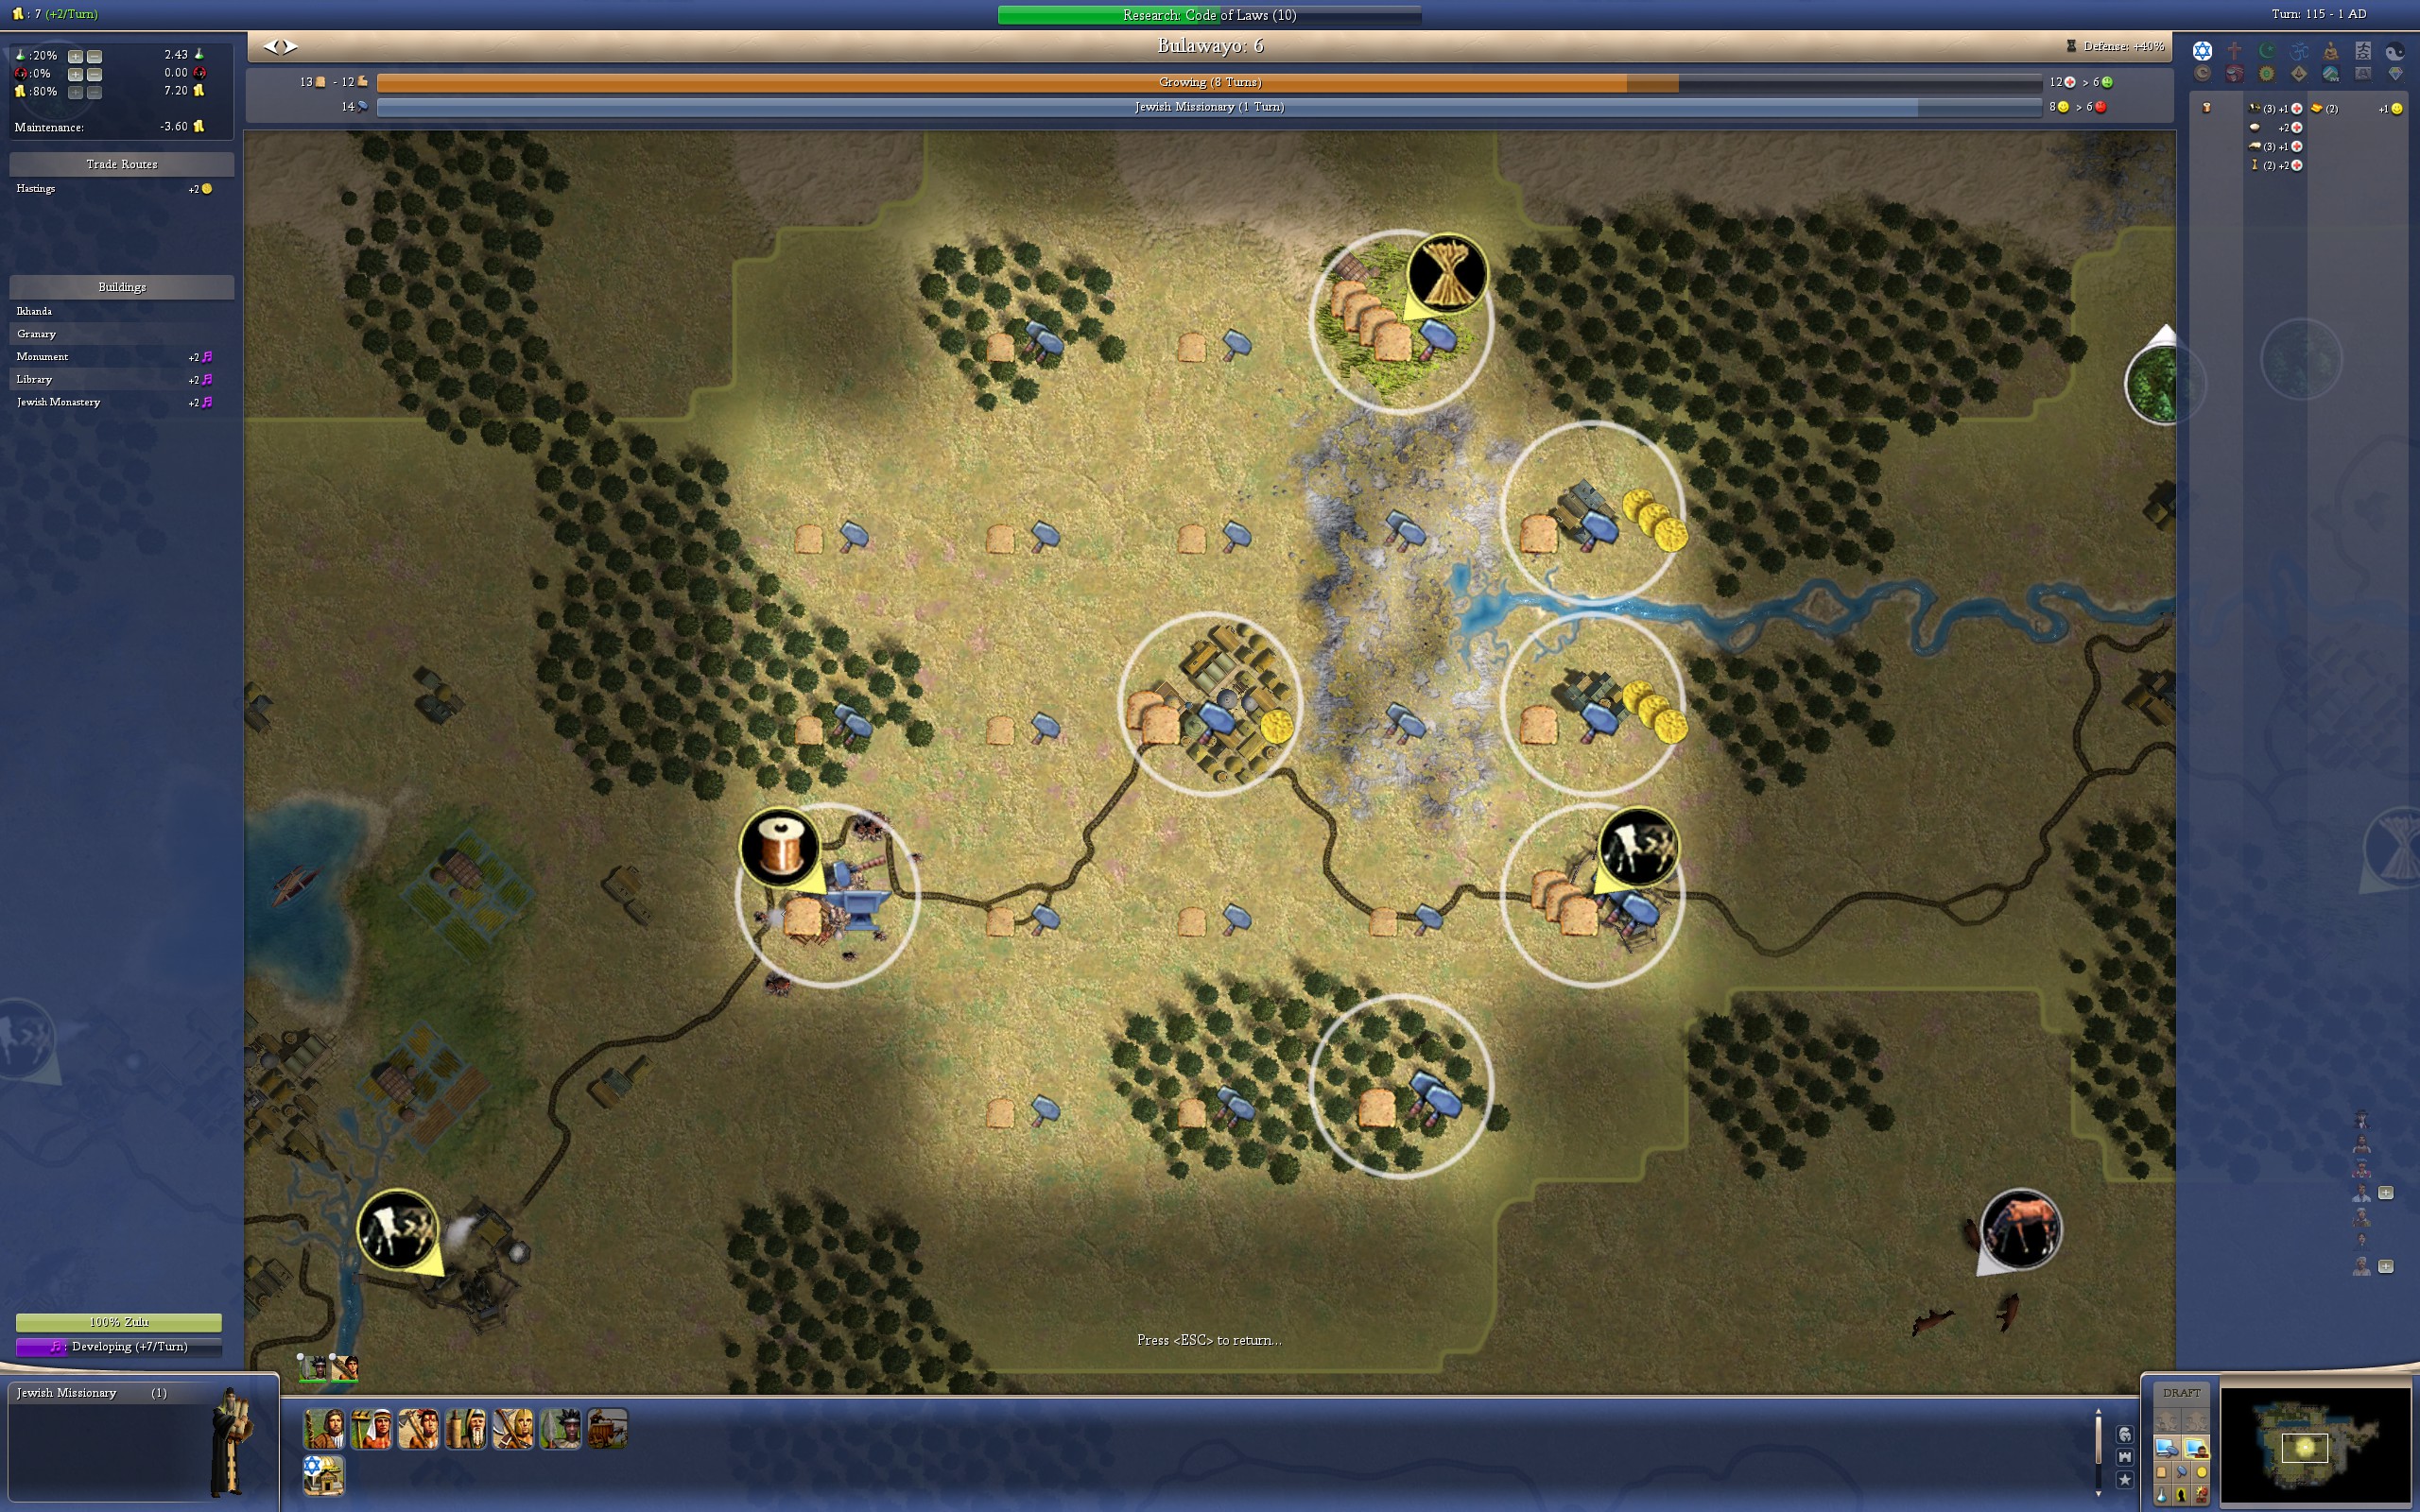 : 7 (+2/Turn)
Research: Code of Laws (10)
Turn: 115 - 1 AD
Bulawayo: 6
Defense: +40%
:20% 2.43
:0% 0.00
:80% 7.20
Maintenance: -3.60
13 - 12 Growing (8 Turns) 12 > 6
14 Jewish Missionary (1 Turn) 8 > 6
(3) +1 (2) +1
+2
(3) +1
(2) +2
Trade Routes
Hastings +2
Buildings
Ikhanda
Granary
Monument +2
Library +2
Jewish Monastery +2
100% Zulu
: Developing (+7/Turn)
Press <ESC> to return...
Jewish Missionary (1)
DRAFT